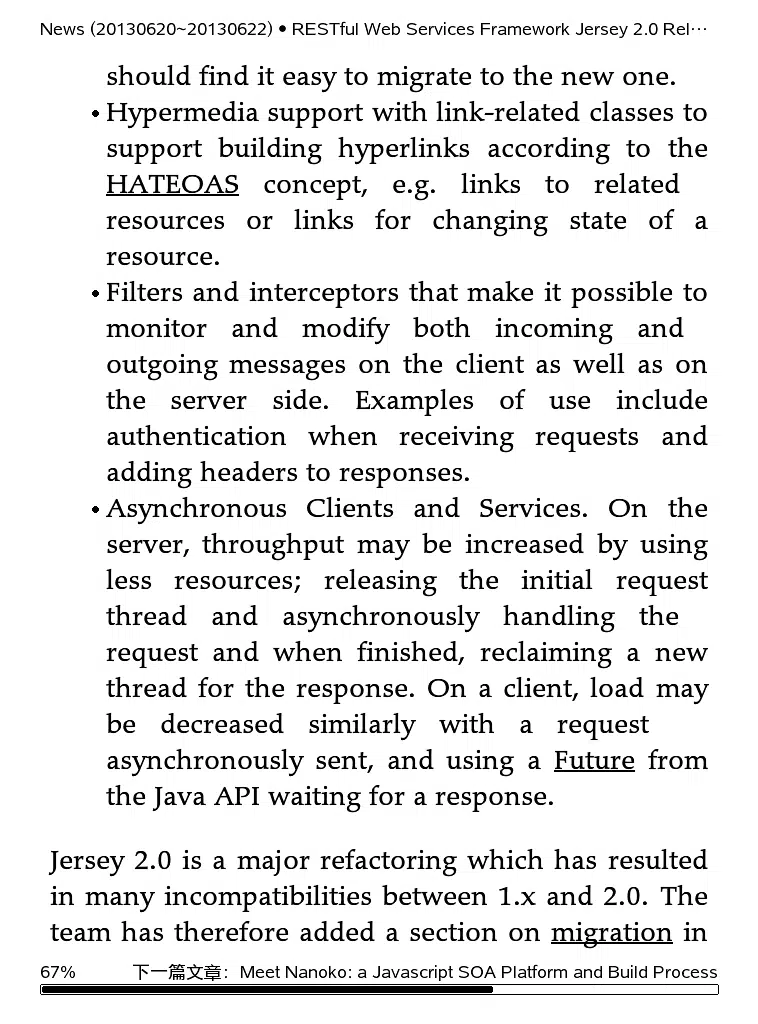 News (20130620~20130622) • RESTful Web Services Framework Jersey 2.0 Rel···
should find it easy to migrate to the new one.
• Hypermedia support with link-related classes to
support building hyperlinks according to the
HATEOAS concept, e.g. links to related
resources or links for changing state of a
resource.
• Filters and interceptors that make it possible to
monitor and modify both incoming and
outgoing messages on the client as well as on
the server side. Examples of use include
authentication when receiving requests and
adding headers to responses.
• Asynchronous Clients and Services. On the
server, throughput may be increased by using
less resources; releasing the initial request
thread and asynchronously handling the
request and when finished, reclaiming a new
thread for the response. On a client, load may
be decreased similarly with a request
asynchronously sent, and using a Future from
the Java API waiting for a response.
Jersey 2.0 is a major refactoring which has resulted
in many incompatibilities between 1.x and 2.0. The
team has therefore added a section on migration in
67% 下一篇文章: Meet Nanoko: a Javascript SOA Platform and Build Process